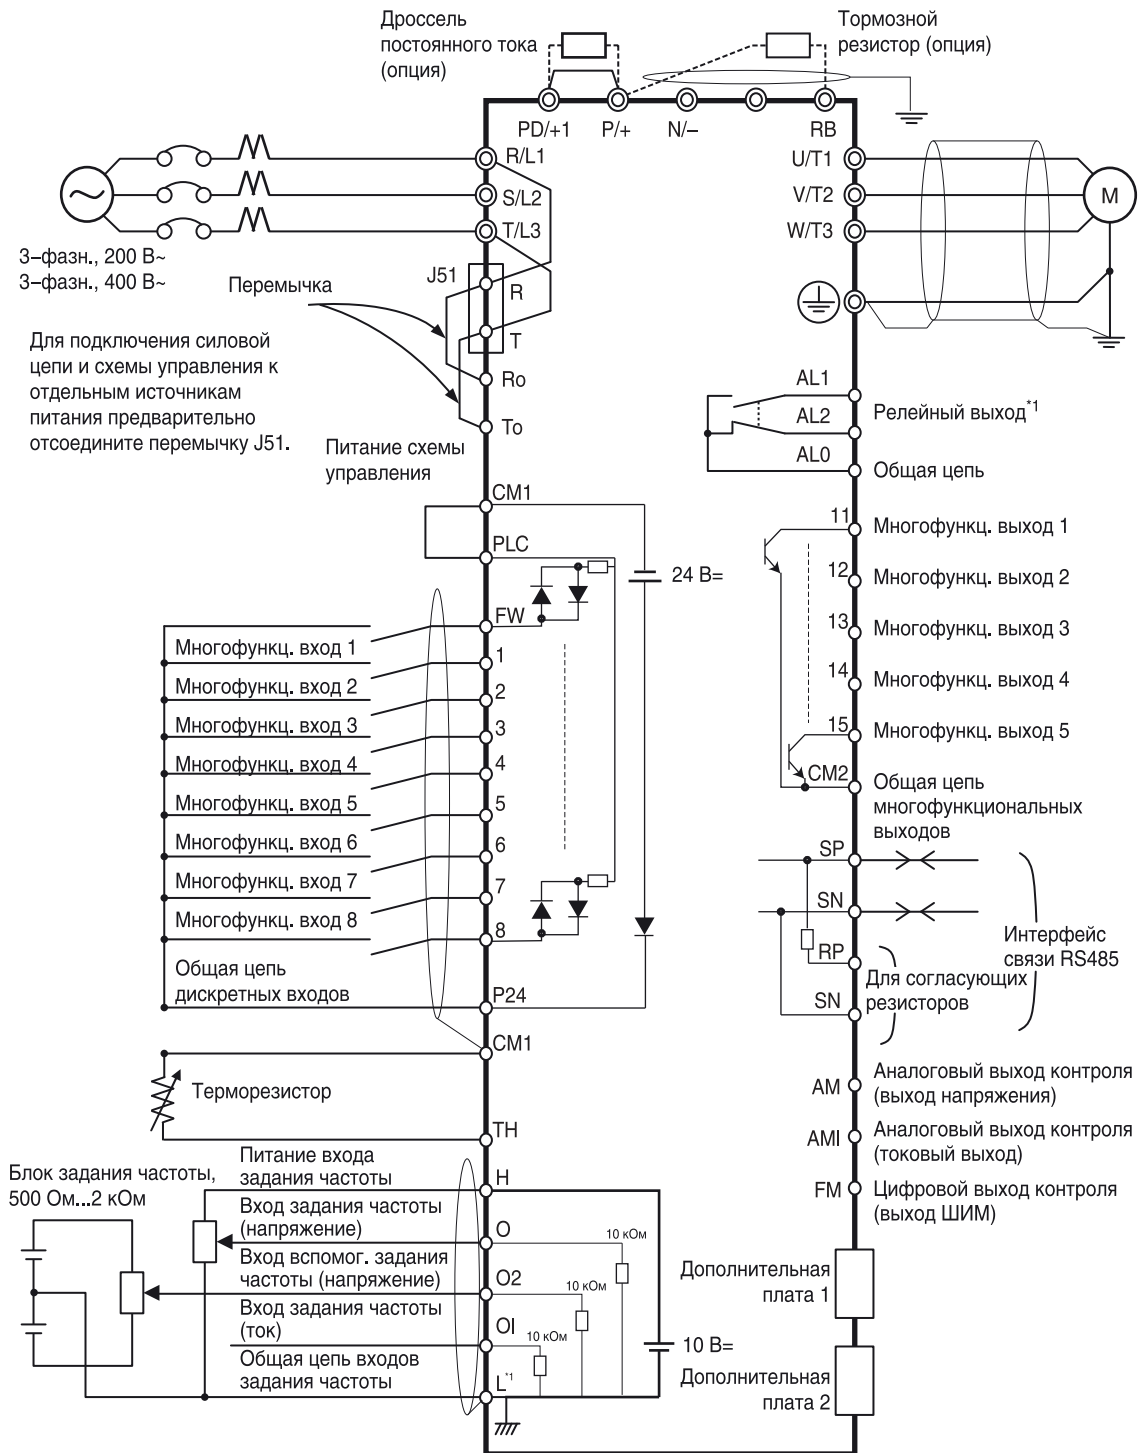 Дроссель
постоянного тока
(опция)
Тормозной
резистор (опция)
PD/+1
P/+
N/–
RB
R/L1
S/L2
T/L3
U/T1
V/T2
W/T3
M
3–фазн., 200 В~
3–фазн., 400 В~
Перемычка
J51
R
T
Ro
To
Для подключения силовой
цепи и схемы управления к
отдельным источникам
питания предварительно
отсоедините перемычку J51.
Питание схемы
управления
AL1
AL2
AL0
Релейный выход*1
Общая цепь
CM1
PLC
24 В=
FW
1
2
3
4
5
6
7
8
P24
CM1
Многофункц. вход 1
Многофункц. вход 2
Многофункц. вход 3
Многофункц. вход 4
Многофункц. вход 5
Многофункц. вход 6
Многофункц. вход 7
Многофункц. вход 8
Общая цепь
дискретных входов
11
Многофункц. выход 1
12
Многофункц. выход 2
13
Многофункц. выход 3
14
Многофункц. выход 4
15
Многофункц. выход 5
CM2
Общая цепь
многофункциональных
выходов
SP
SN
RP
SN
Для согласующих
резисторов
Интерфейс
связи RS485
Терморезистор
TH
AM
Аналоговый выход контроля
(выход напряжения)
AMI
Аналоговый выход контроля
(токовый выход)
FM
Цифровой выход контроля
(выход ШИМ)
Блок задания частоты,
500 Ом...2 кОм
Питание входа
задания частоты
H
Вход задания частоты
(напряжение)
O
Вход вспомог. задания
частоты (напряжение)
O2
Вход задания частоты
(ток)
OI
Общая цепь входов
задания частоты
L*1
10 кОм
10 кОм
10 кОм
10 В=
Дополнительная
плата 1
Дополнительная
плата 2